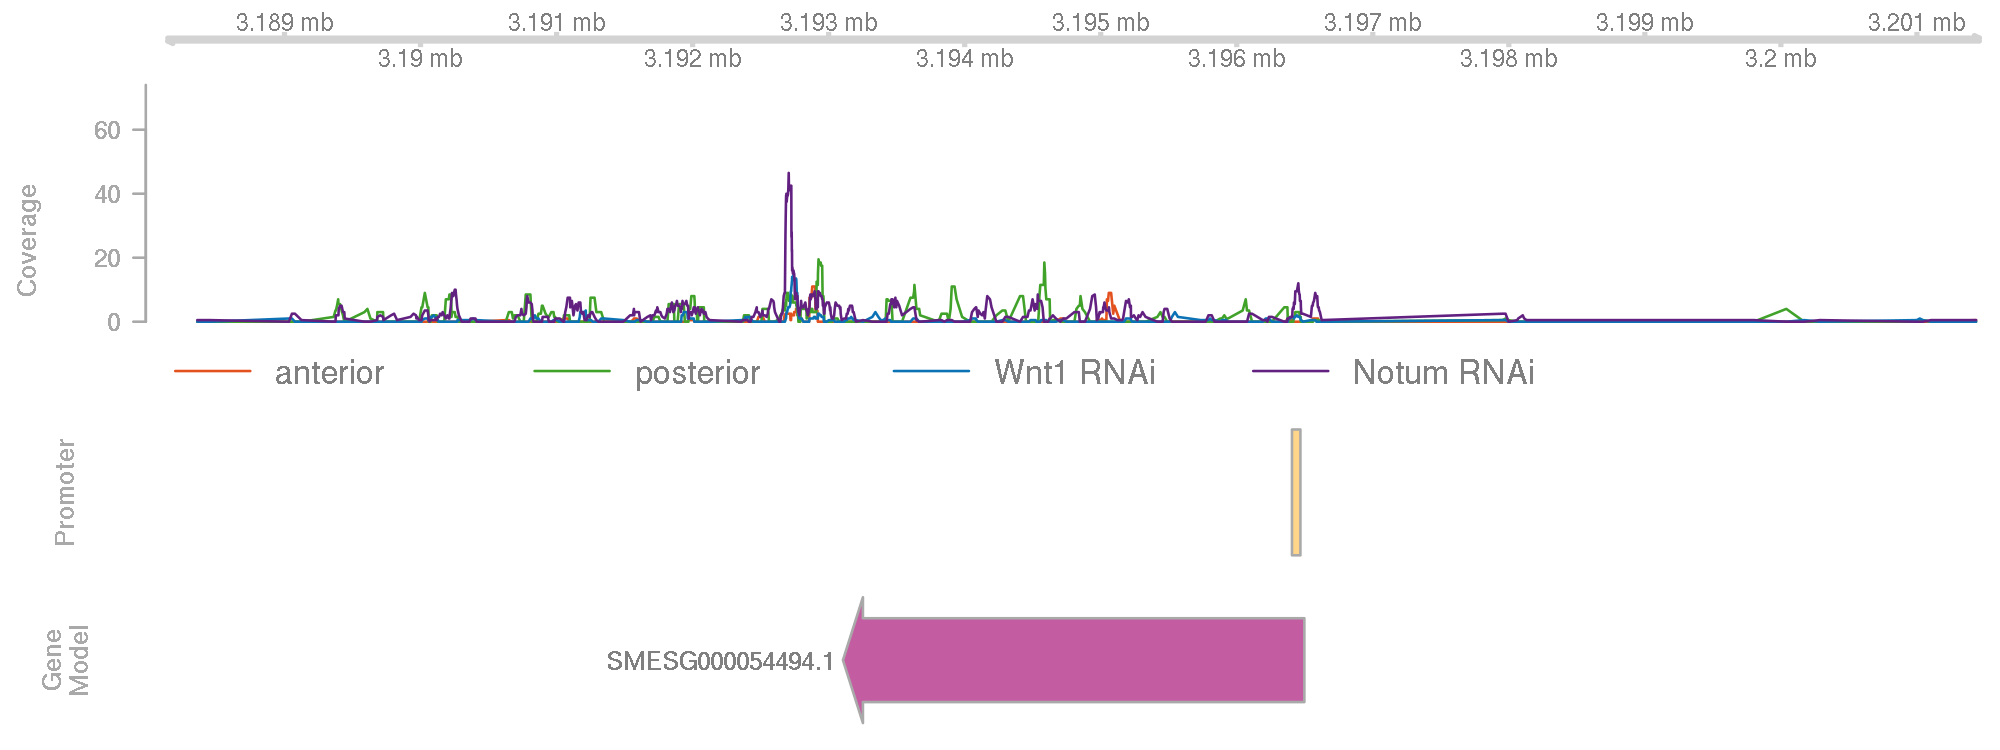 3.189 mb 3.191 mb 3.193 mb 3.195 mb 3.197 mb 3.199 mb 3.201 mb
3.19 mb 3.192 mb 3.194 mb 3.196 mb 3.198 mb 3.2 mb
60
40
20
0
Coverage
anterior posterior Wnt1 RNAi Notum RNAi
Promoter
Gene
Model
SMESG000054494.1